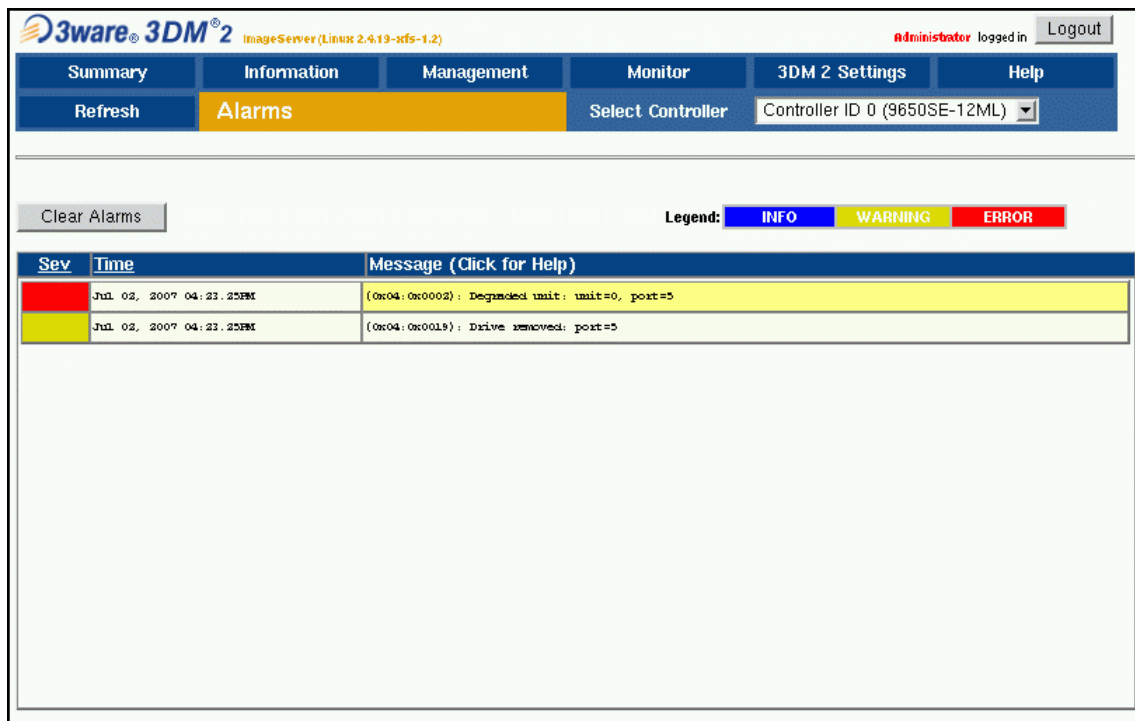 3ware® 3DM®2 ImageServer (Linux 2.4.19-xfs-1.2) Administrator logged in Logout
Summary Information Management Monitor 3DM 2 Settings Help
Refresh Alarms Select Controller Controller ID 0 (9650SE-12ML)
Clear Alarms Legend: INFO WARNING ERROR
Sev Time Message (Click for Help)
Jul 02, 2007 04:23.25PM (0x04:0x0002): Degraded unit: unit=0, port=5
Jul 02, 2007 04:23.25PM (0x04:0x0019): Drive removed: port=5